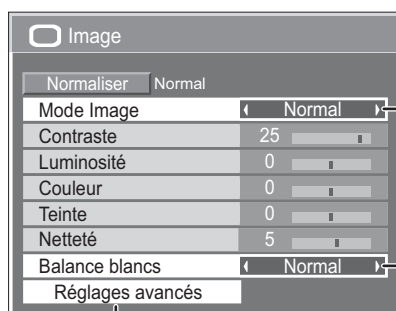 Image
Normaliser Normal
Mode Image Normal
Contraste 25
Luminosité 0
Couleur 0
Teinte 0
Netteté 5
Balance blancs Normal
Réglages avancés